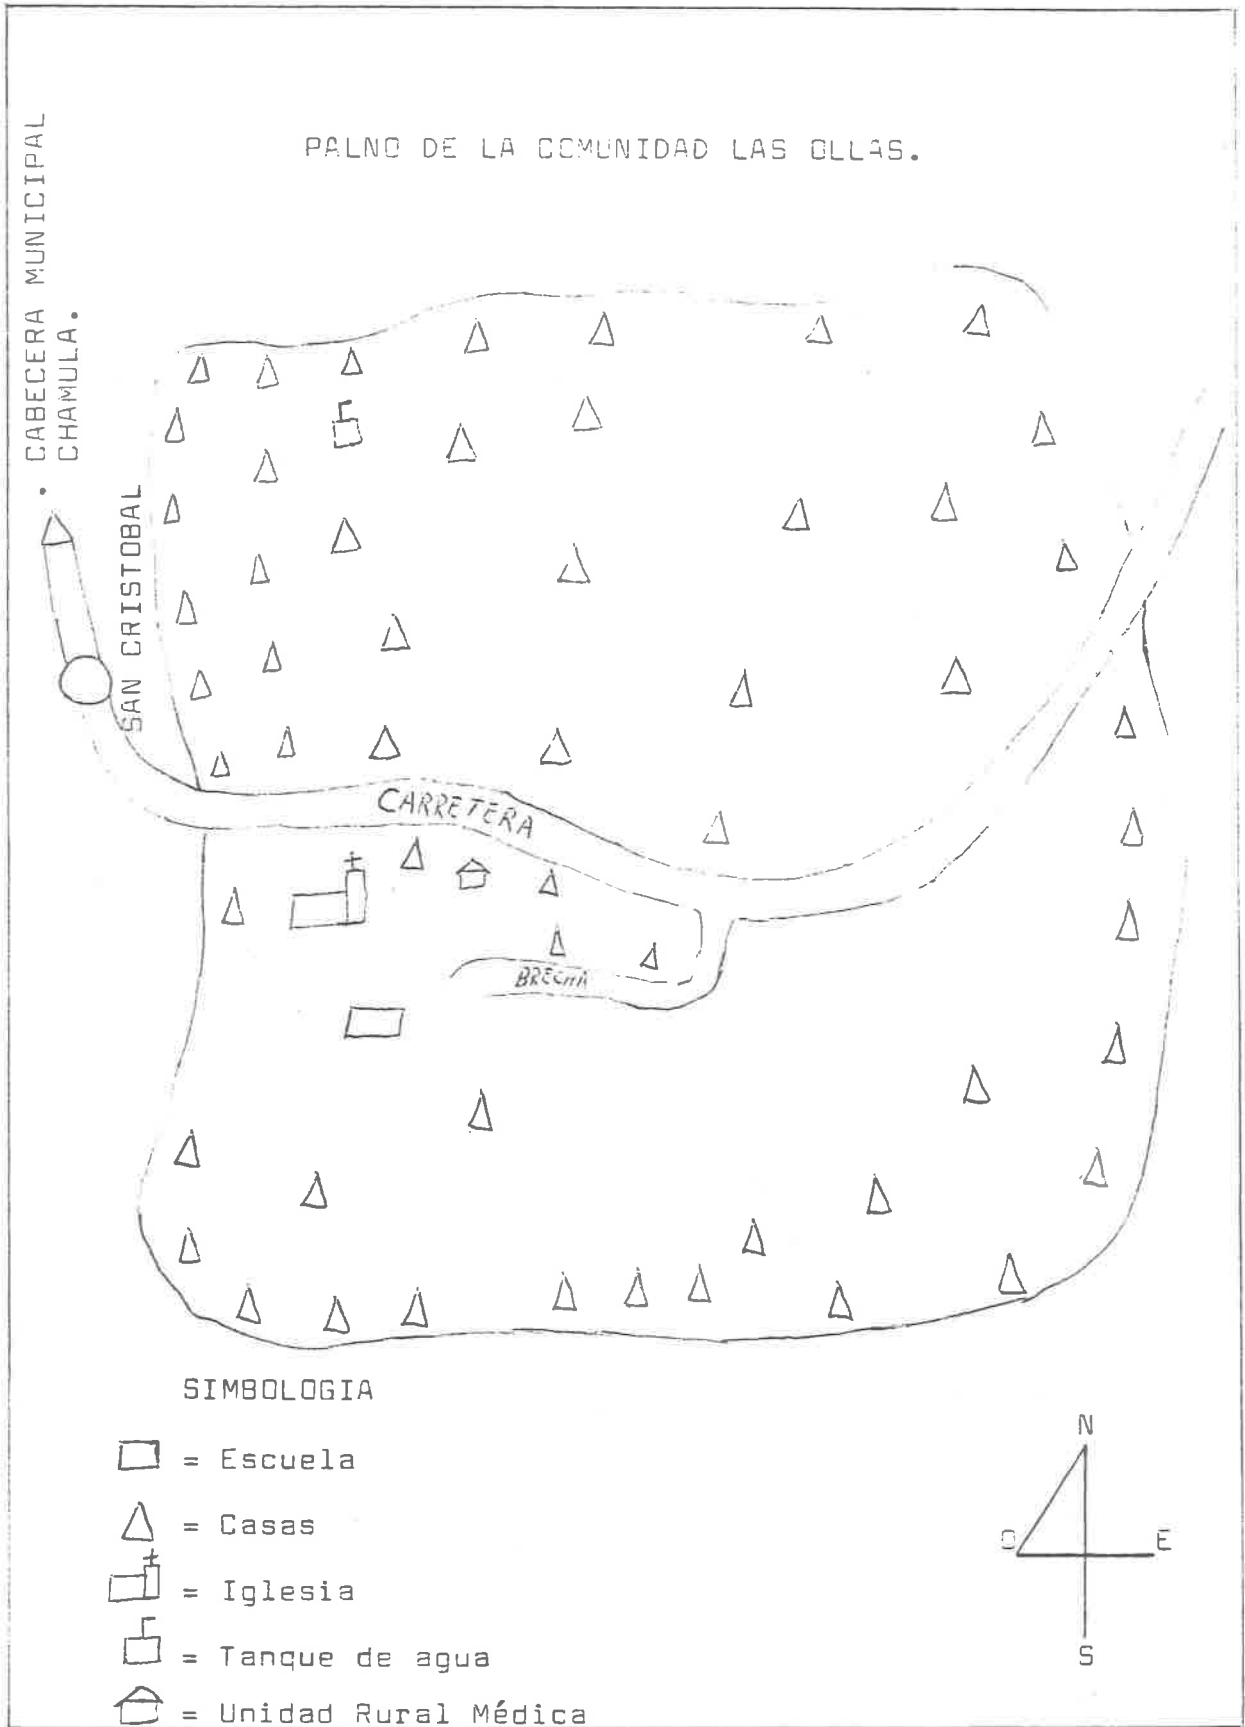 PALNO DE LA COMUNIDAD LAS OLLAS.
. CABECERA MUNICIPAL
CHAMULA.
SAN CRISTOBAL
CARRETERA
BRECHA
SIMBOLOGIA
= Escuela
= Casas
= Iglesia
= Tanque de agua
= Unidad Rural Médica
N
O E
S